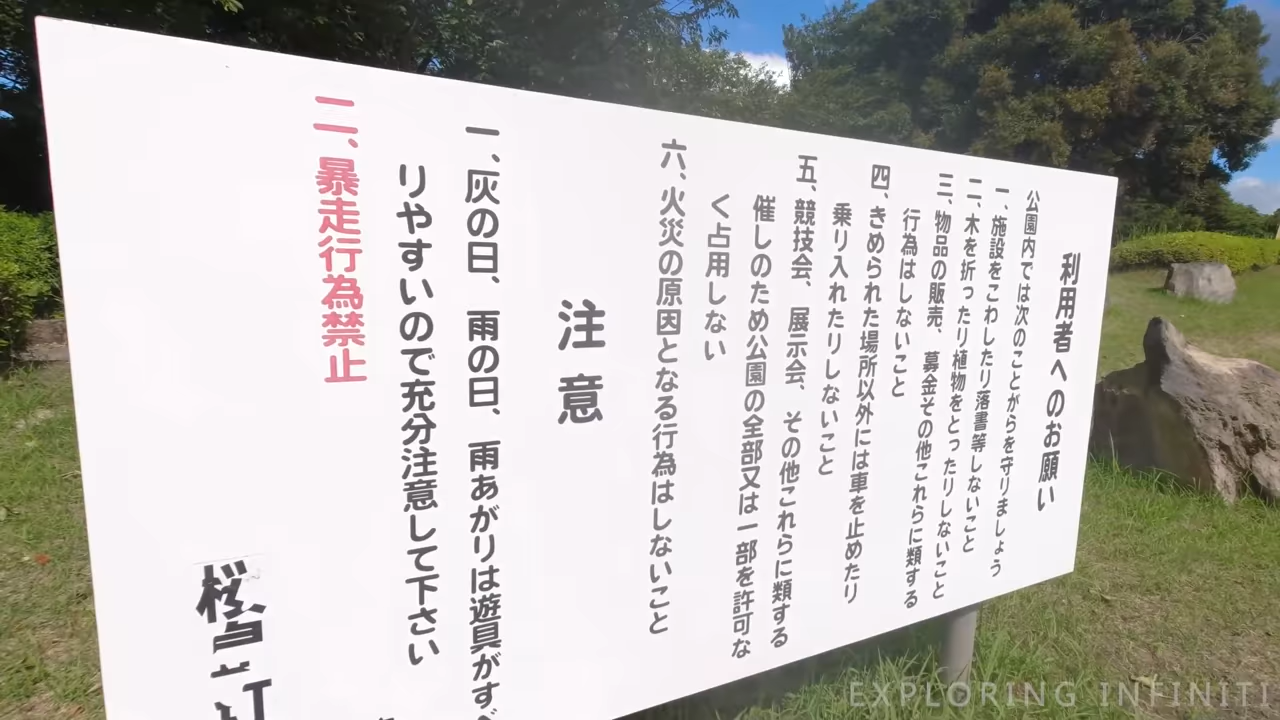 利用者へのお願い
公園内では次のことがらを守りましょう
一、施設をこわしたり落書等しないこと
二、木を折ったり植物をとったりしないこと
三、物品の販売、募金その他これらに類する
行為はしないこと
四、きめられた場所以外には車を止めたり
乗り入れたりしないこと
五、競技会、展示会、その他これらに類する
催しのため公園の全部又は一部を許可な
く占用しない
六、火災の原因となる行為はしないこと
注意
一、灰の日、雨の日、雨あがりは遊具がすべ
りやすいので充分注意して下さい
二、暴走行為禁止
桜
EXPLORING INFINITI